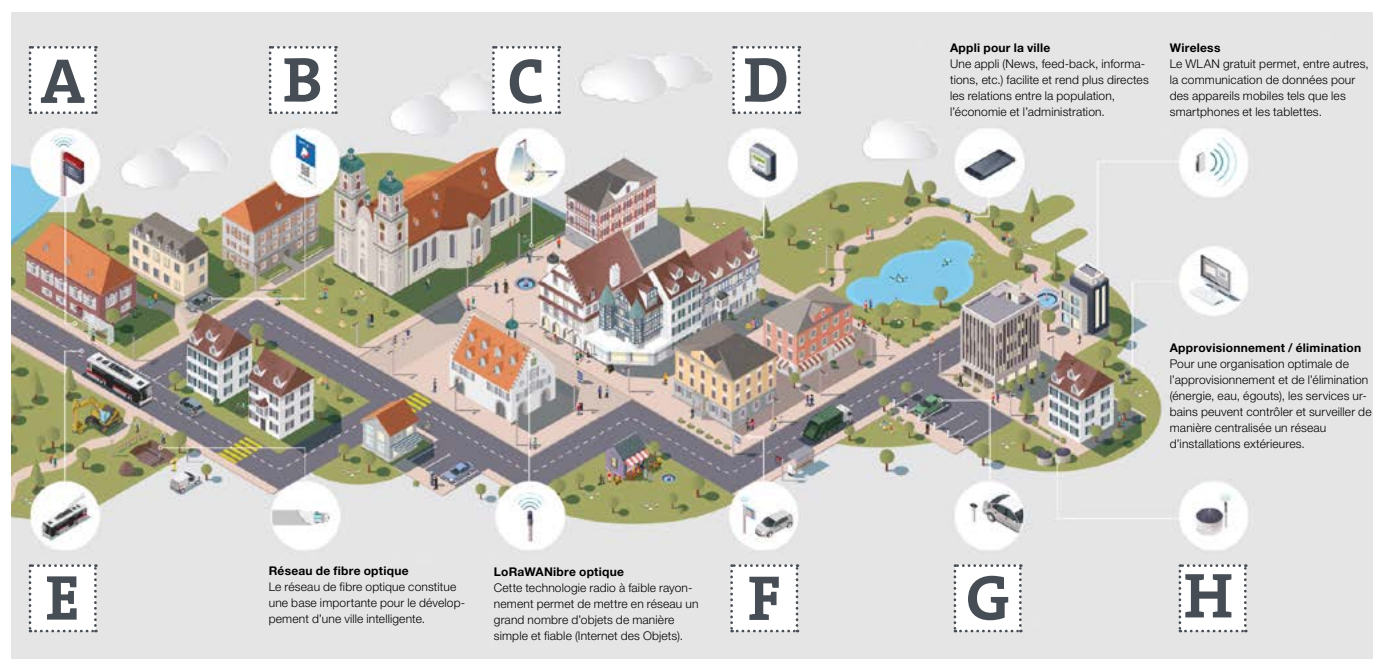 A
B
C
D
Appli pour la ville
Une appli (News, feed-back, informa-
tions, etc.) facilite et rend plus directes
les relations entre la population,
l'économie et l'administration.
Wireless
Le WLAN gratuit permet, entre autres,
la communication de données pour
des appareils mobiles tels que les
smartphones et les tablettes.
Approvisionnement / élimination
Pour une organisation optimale de
l'approvisionnement et de l'élimination
(énergie, eau, égouts), les services ur-
bains peuvent contrôler et surveiller de
manière centralisée un réseau
d'installations extérieures.
E
Réseau de fibre optique
Le réseau de fibre optique constitue
une base importante pour le dévelop-
pement d'une ville intelligente.
LoRaWANibre optique
Cette technologie radio à faible rayon-
nement permet de mettre en réseau un
grand nombre d'objets de manière
simple et fiable (Internet des Objets).
F
G
H